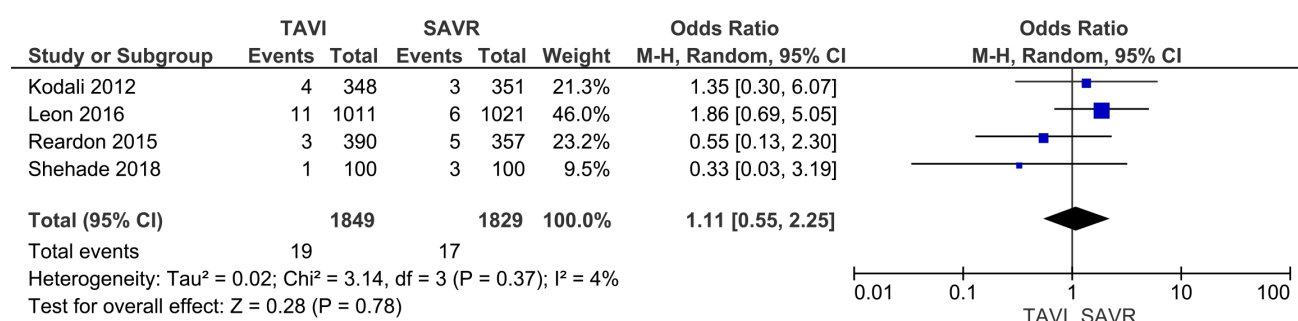 TAVI SAVR Odds Ratio Odds Ratio
Study or Subgroup Events Total Events Total Weight M-H, Random, 95% CI M-H, Random, 95% CI
Kodali 2012 4 348 3 351 21.3% 1.35 [0.30, 6.07]
Leon 2016 11 1011 6 1021 46.0% 1.86 [0.69, 5.05]
Reardon 2015 3 390 5 357 23.2% 0.55 [0.13, 2.30]
Shehade 2018 1 100 3 100 9.5% 0.33 [0.03, 3.19]
Total (95% CI) 1849 1829 100.0% 1.11 [0.55, 2.25]
Total events 19 17
Heterogeneity: Tau² = 0.02; Chi² = 3.14, df = 3 (P = 0.37); I² = 4%
Test for overall effect: Z = 0.28 (P = 0.78)
0.01 0.1 1 10 100
TAVI SAVR